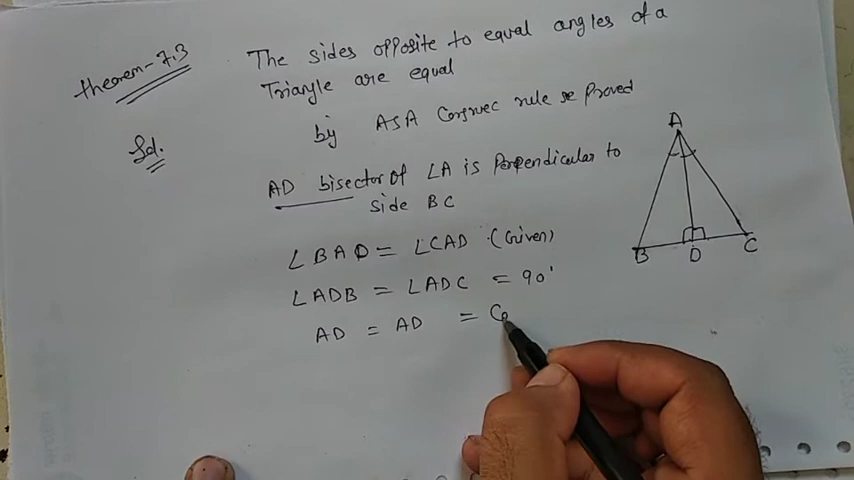 theorem-7.3
The sides opposite to equal angles of a
Triangle are equal
Sol.
by ASA rule se Proved
AD bisector of ∠A is Perpendicular to
side BC
∠BAD = ∠CAD (Given)
∠ADB = ∠ADC = 90°
AD = AD = Co
A
B
D
C